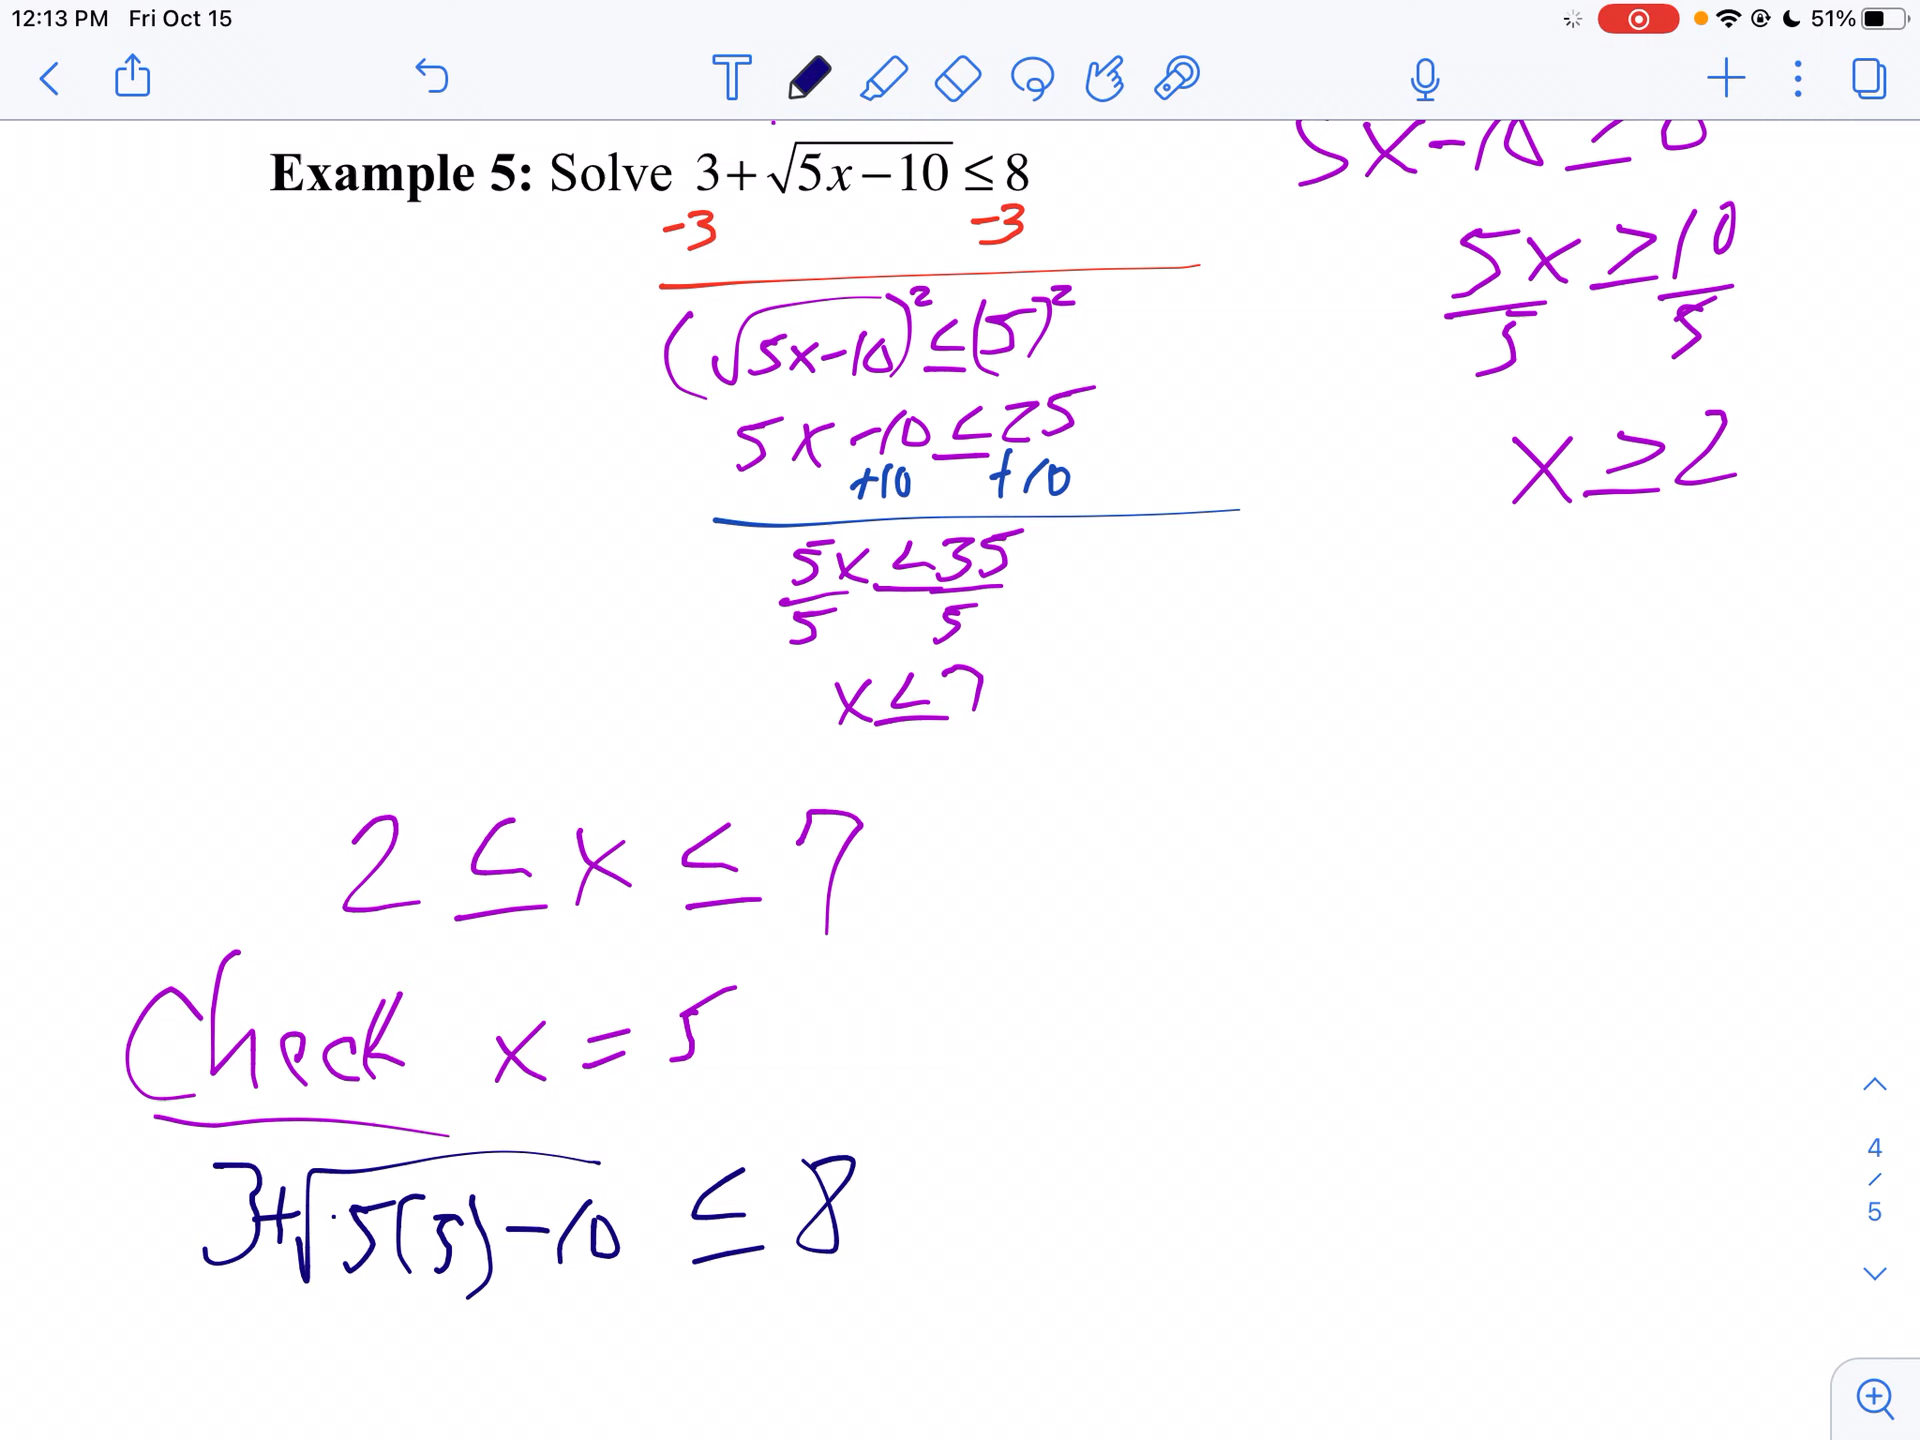 12:13 PM Fri Oct 15
51%
T
Example 5: Solve 3+√(5x−10) ≤ 8
-3 -3
(√5x-10)² ≤ (5)²
5x -10 ≤ 25
+10 +10
5x ≤ 35
5 5
x ≤ 7
5x-10 ≥ 0
5x ≥ 10
5 5
x ≥ 2
2 ≤ x ≤ 7
Check x = 5
3+√5(5)-10 ≤ 8
4
/
5